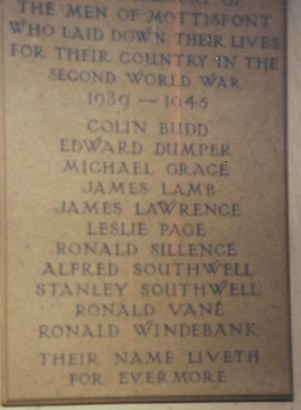 OF
THE MEN OF MOTTISFONT
WHO LAID DOWN THEIR LIVES
FOR THEIR COUNTRY IN THE
SECOND WORLD WAR
1939 — 1945
COLIN BUDD
EDWARD DUMPER
MICHAEL GRACE
JAMES LAMB
JAMES LAWRENCE
LESLIE PAGE
RONALD SILLENCE
ALFRED SOUTHWELL
STANLEY SOUTHWELL
RONALD VANE
RONALD WINDEBANK
THEIR NAME LIVETH
FOR EVERMORE